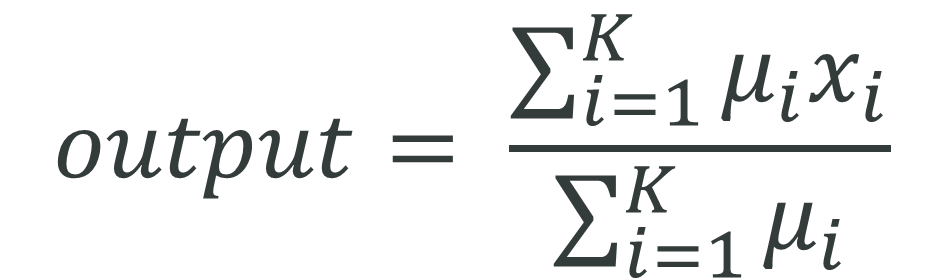 output = \frac{\sum_{i=1}^{K} \mu_i x_i}{\sum_{i=1}^{K} \mu_i}